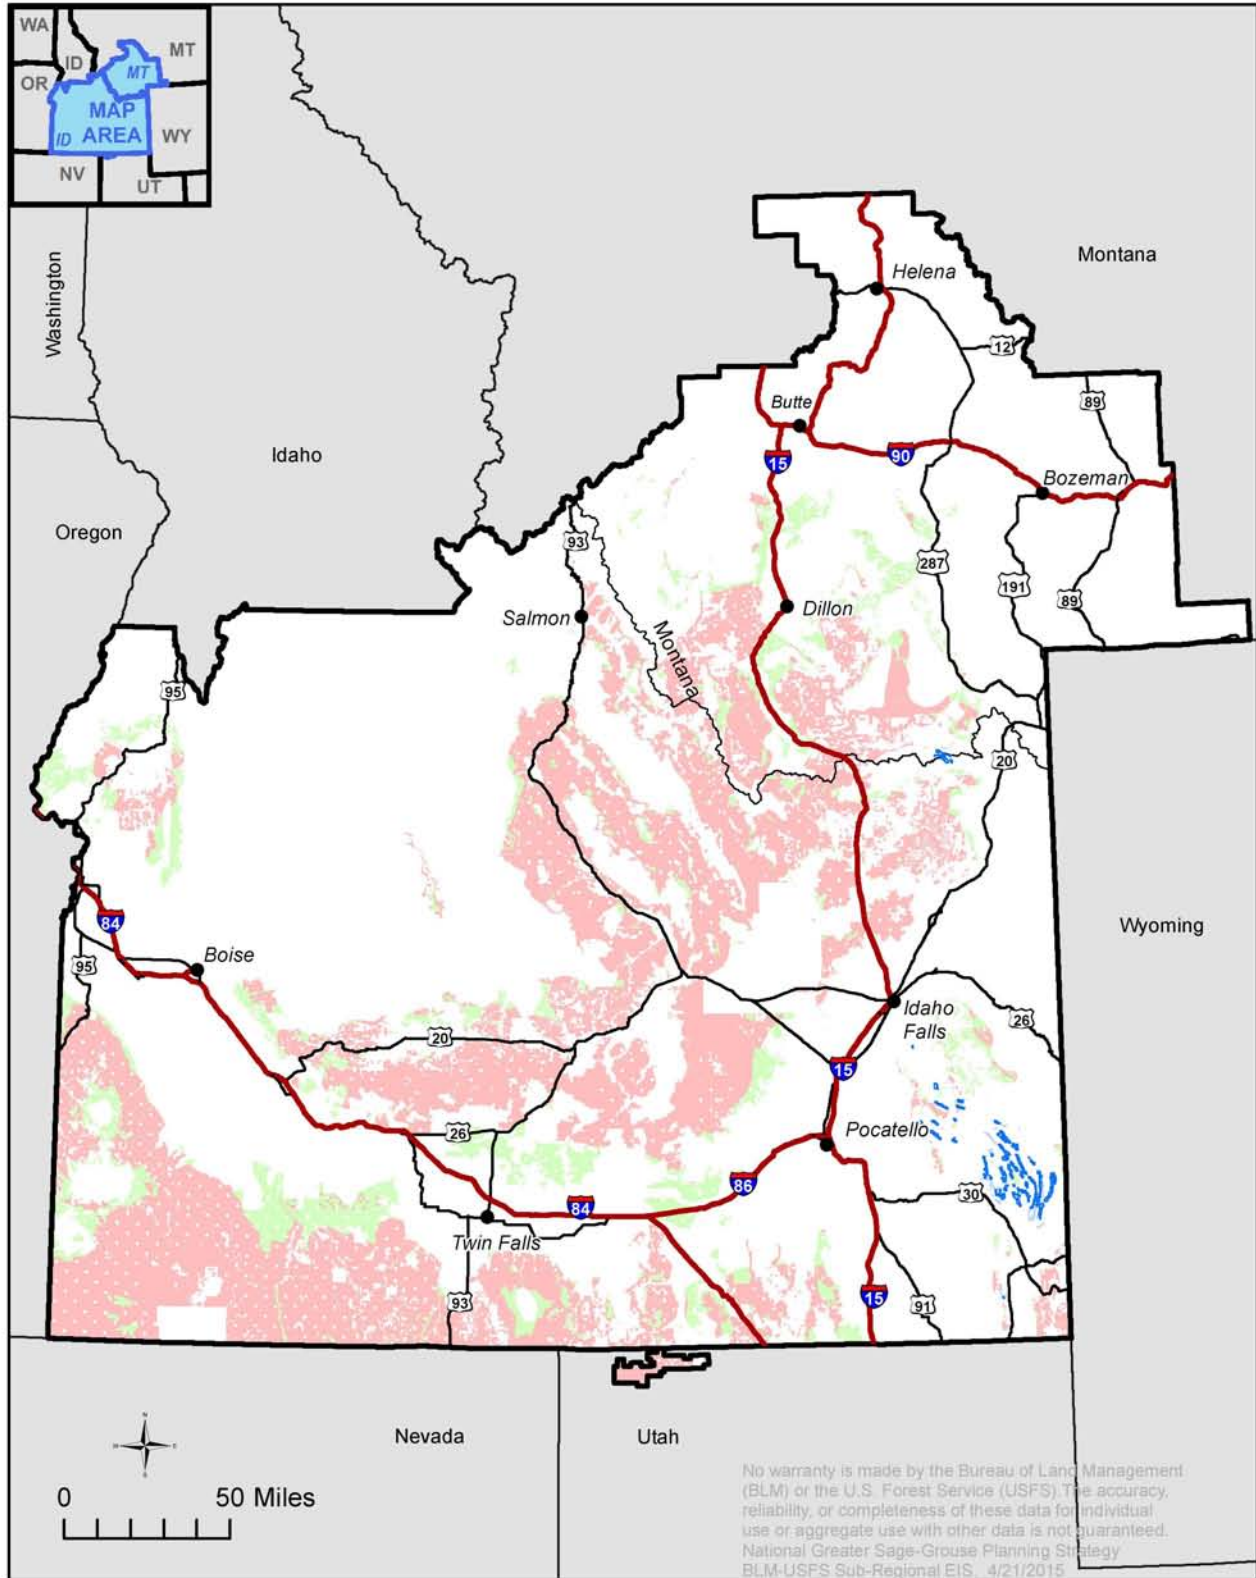 WA
ID
MT
OR
MT
MAP
AREA
ID
WY
NV
UT
Washington
Montana
Helena
12
Butte
89
Idaho
15
90
Bozeman
Oregon
93
287
191
89
Salmon
Dillon
Montana
95
20
84
Wyoming
95
Boise
Idaho
Falls
26
20
15
26
Pocatello
86
30
84
Twin Falls
93
15
91
Nevada
Utah
N
E
S
0
50 Miles
No warranty is made by the Bureau of Land Management
(BLM) or the U.S. Forest Service (USFS). The accuracy,
reliability, or completeness of these data for individual
use or aggregate use with other data is not guaranteed.
National Greater Sage-Grouse Planning Strategy
BLM-USFS Sub-Regional EIS. 4/21/2015